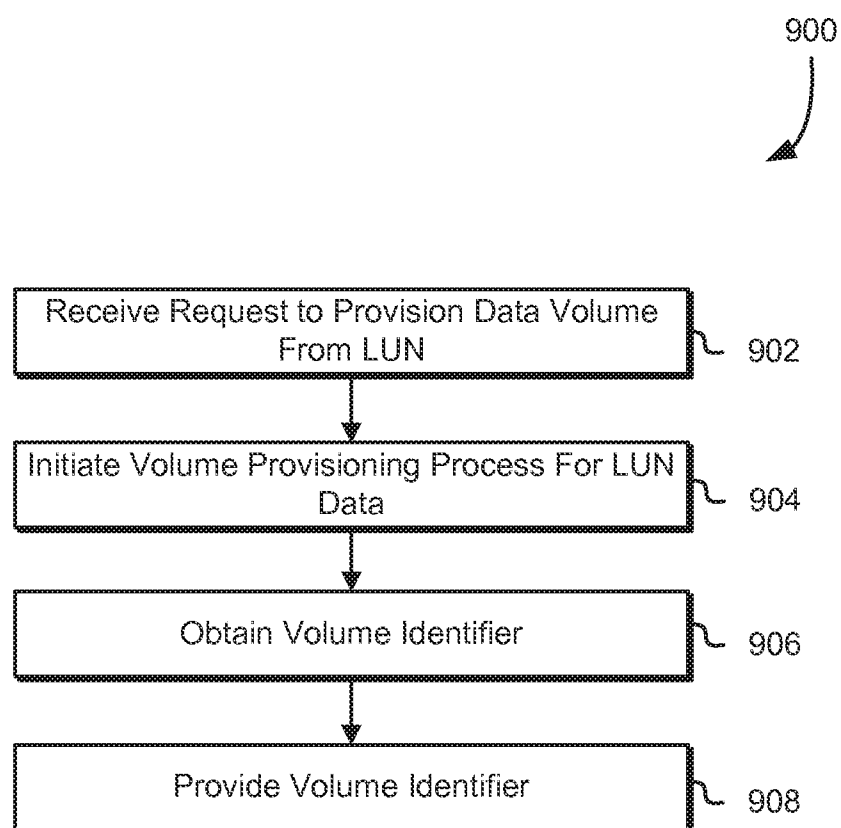 900
Receive Request to Provision Data Volume
From LUN
902
Initiate Volume Provisioning Process For LUN
Data
904
Obtain Volume Identifier
906
Provide Volume Identifier
908